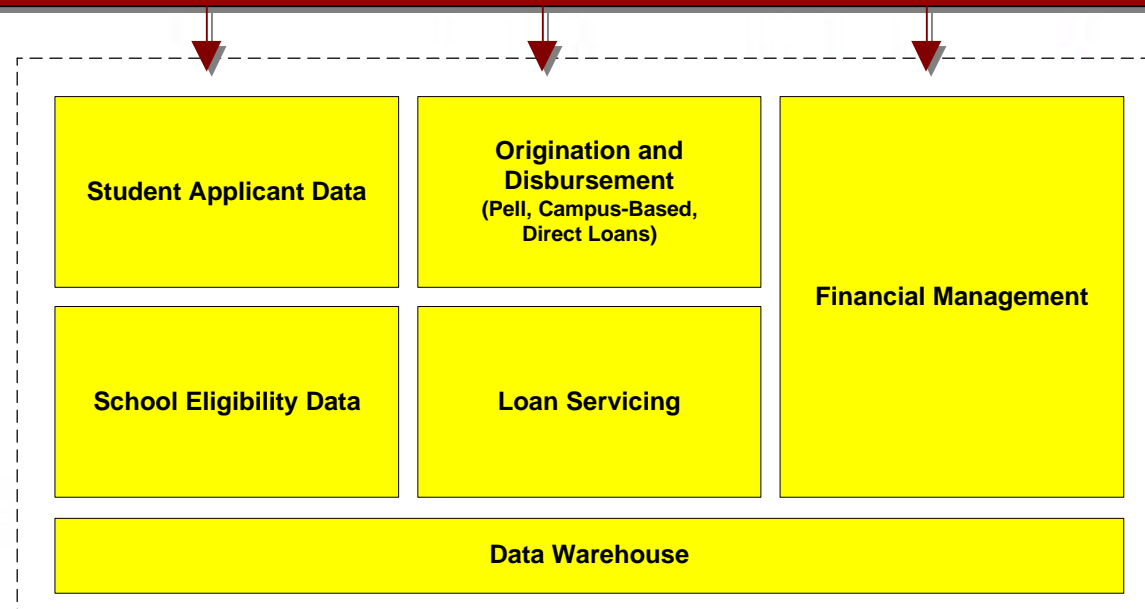 Student Applicant Data
Origination and
Disbursement
(Pell, Campus-Based,
Direct Loans)
Financial Management
School Eligibility Data
Loan Servicing
Data Warehouse